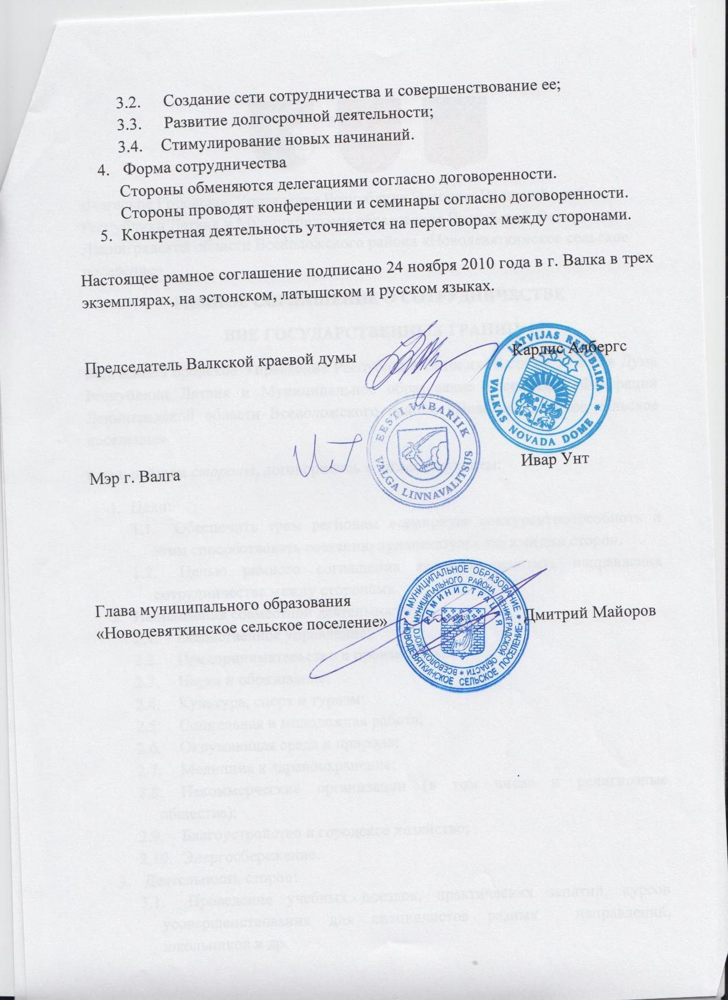 3.2. Создание сети сотрудничества и совершенствование ее;
3.3. Развитие долгосрочной деятельности;
3.4. Стимулирование новых начинаний.
4. Форма сотрудничества
Стороны обменяются делегациями согласно договоренности.
Стороны проводят конференции и семинары согласно договоренности.
5. Конкретная деятельность уточняется на переговорах между сторонами.
Настоящее рамное соглашение подписано 24 ноября 2010 года в г. Валка в трех
экземплярах, на эстонском, латышском и русском языках.
Председатель Валкской краевой думы
Карлис Албергс
LATVIJAS REPUBLIKA
VALKAS NOVADA DOME
EESTI VABARIIK
VALGA LINNAVALITSUS
Мэр г. Валга
Ивар Унт
Глава муниципального образования
«Новодевяткинское сельское поселение»
Дмитрий Майоров
МУНИЦИПАЛЬНОЕ ОБРАЗОВАНИЕ
НОВОДЕВЯТКИНСКОЕ СЕЛЬСКОЕ ПОСЕЛЕНИЕ
ВСЕВОЛОЖСКОГО МУНИЦИПАЛЬНОГО РАЙОНА ЛЕНИНГРАДСКОЙ ОБЛАСТИ
АДМИНИСТРАЦИЯ